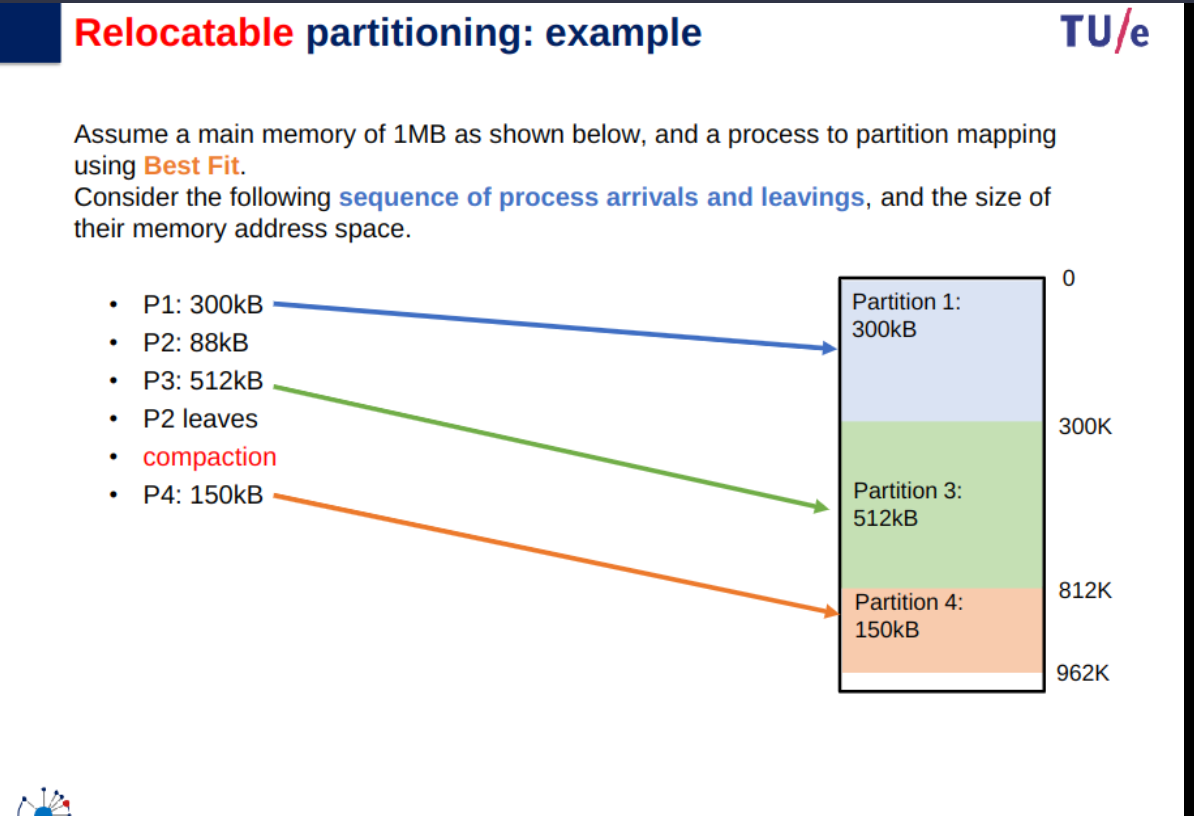 Relocatable partitioning: example
TU/e
Assume a main memory of 1MB as shown below, and a process to partition mapping
using Best Fit.
Consider the following sequence of process arrivals and leavings, and the size of
their memory address space.
• P1: 300kB
• P2: 88kB
• P3: 512kB
• P2 leaves
• compaction
• P4: 150kB
0
Partition 1:
300kB
300K
Partition 3:
512kB
812K
Partition 4:
150kB
962K